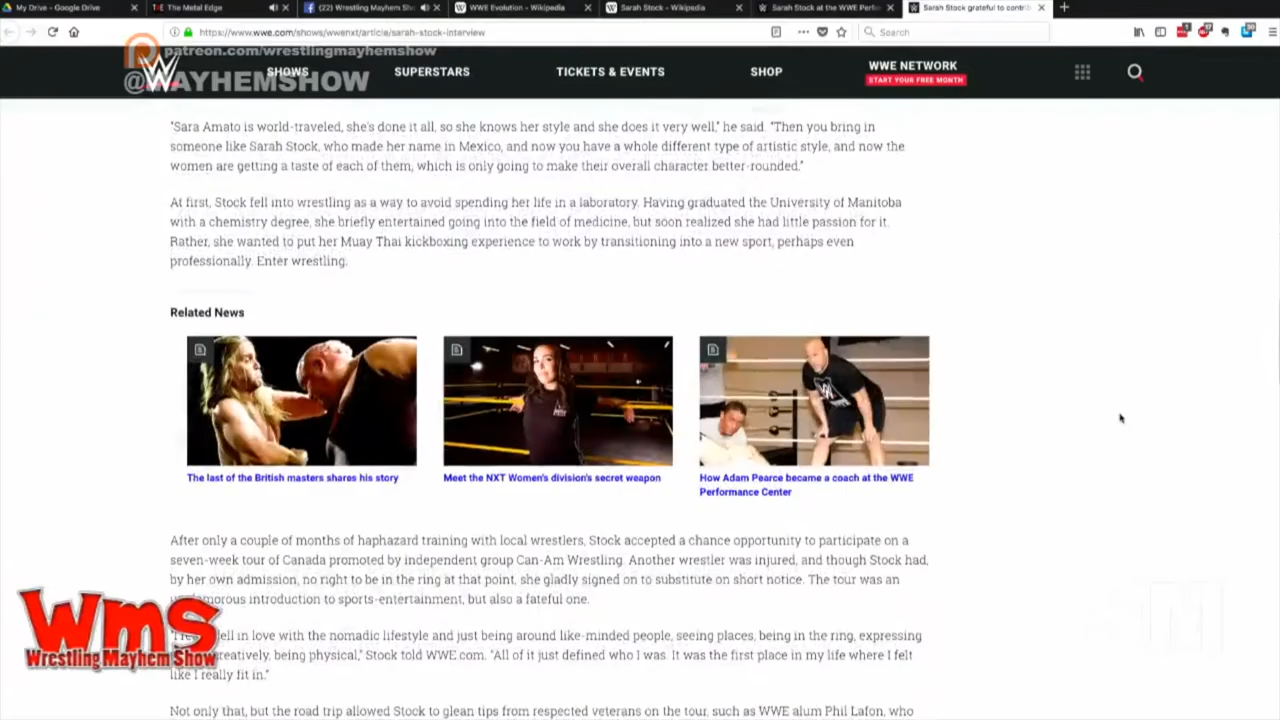 My Drive - Google Drive
The Metal Edge
(22) Wrestling Mayhem Sh
WWE Evolution - Wikipedia
Sarah Stock - Wikipedia
Sarah Stock at the WWE Perf
Sarah Stock grateful to contri
https://www.wwe.com/shows/wwenxt/article/sarah-stock-interview
Search
patreon.com/wrestlingmayhemshow
@MAYHEMSHOW
SHOWS
SUPERSTARS
TICKETS & EVENTS
SHOP
WWE NETWORK
START YOUR FREE MONTH
"Sara Amato is world-traveled, she's done it all, so she knows her style and she does it very well," he said. "Then you bring in
someone like Sarah Stock, who made her name in Mexico, and now you have a whole different type of artistic style, and now the
women are getting a taste of each of them, which is only going to make their overall character better-rounded."
At first, Stock fell into wrestling as a way to avoid spending her life in a laboratory. Having graduated the University of Manitoba
with a chemistry degree, she briefly entertained going into the field of medicine, but soon realized she had little passion for it.
Rather, she wanted to put her Muay Thai kickboxing experience to work by transitioning into a new sport, perhaps even
professionally. Enter wrestling.
Related News
The last of the British masters shares his story
Meet the NXT Women's division's secret weapon
How Adam Pearce became a coach at the WWE
Performance Center
After only a couple of months of haphazard training with local wrestlers, Stock accepted a chance opportunity to participate on a
seven-week tour of Canada promoted by independent group Can-Am Wrestling. Another wrestler was injured, and though Stock had,
by her own admission, no right to be in the ring at that point, she gladly signed on to substitute on short notice. The tour was an
morous introduction to sports-entertainment, but also a fateful one.
ell in love with the nomadic lifestyle and just being around like-minded people, seeing places, being in the ring, expressing
reatively, being physical," Stock told WWE.com. "All of it just defined who I was. It was the first place in my life where I felt
like I really fit in."
Not only that, but the road trip allowed Stock to glean tips from respected veterans on the tour, such as WWE alum Phil Lafon, who
WMS
Wrestling Mayhem Show